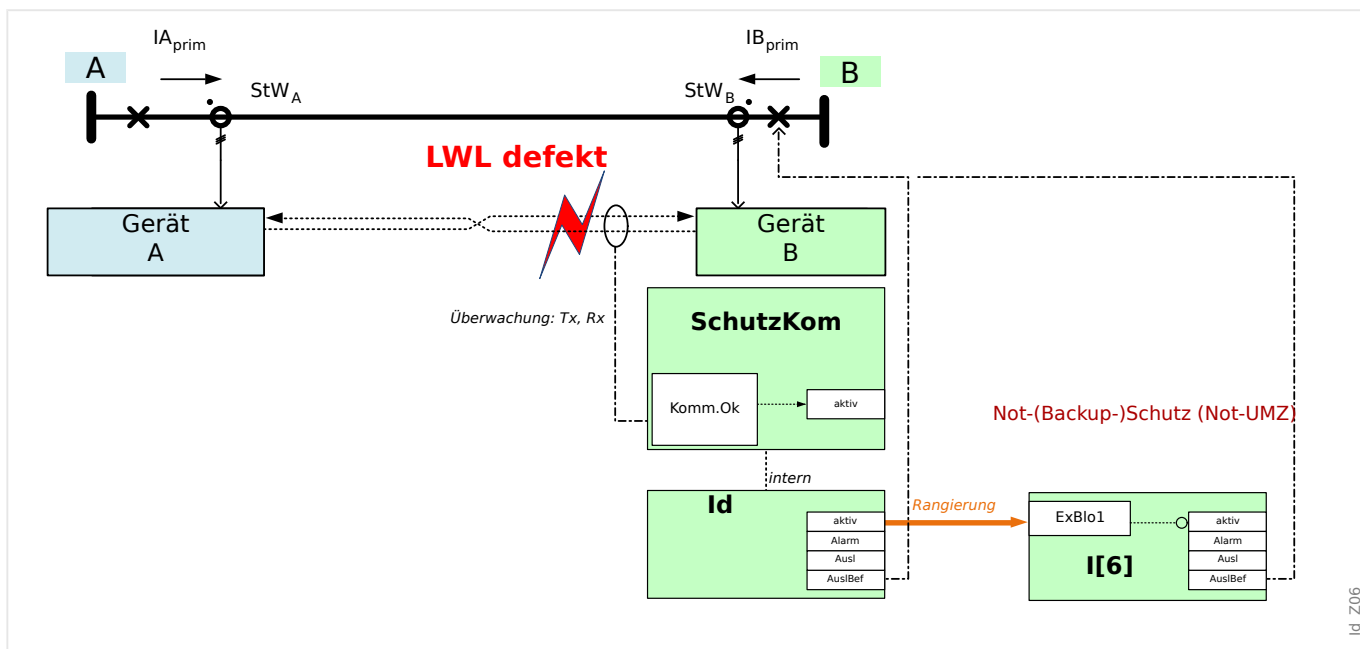 IAprim
IBprim
A
B
StWA
StWB
LWL defekt
Gerät
A
Gerät
B
Überwachung: Tx, Rx
SchutzKom
Komm.Ok
aktiv
Not-(Backup-)Schutz (Not-UMZ)
intern
Id
aktiv
Alarm
Ausl
AuslBef
Rangierung
ExBlo1
I[6]
aktiv
Alarm
Ausl
AuslBef
Id_Z06